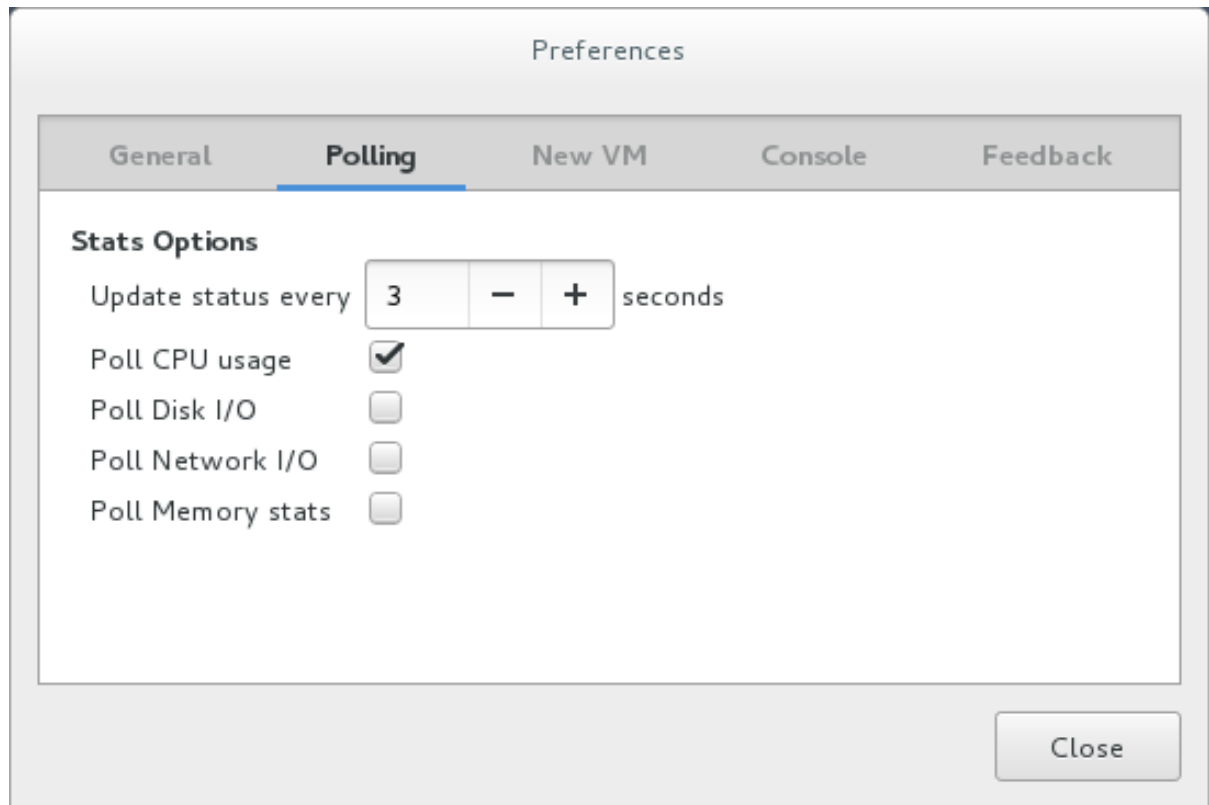 Preferences
General Polling New VM Console Feedback
Stats Options
Update status every 3 − + seconds
Poll CPU usage
Poll Disk I/O
Poll Network I/O
Poll Memory stats
Close